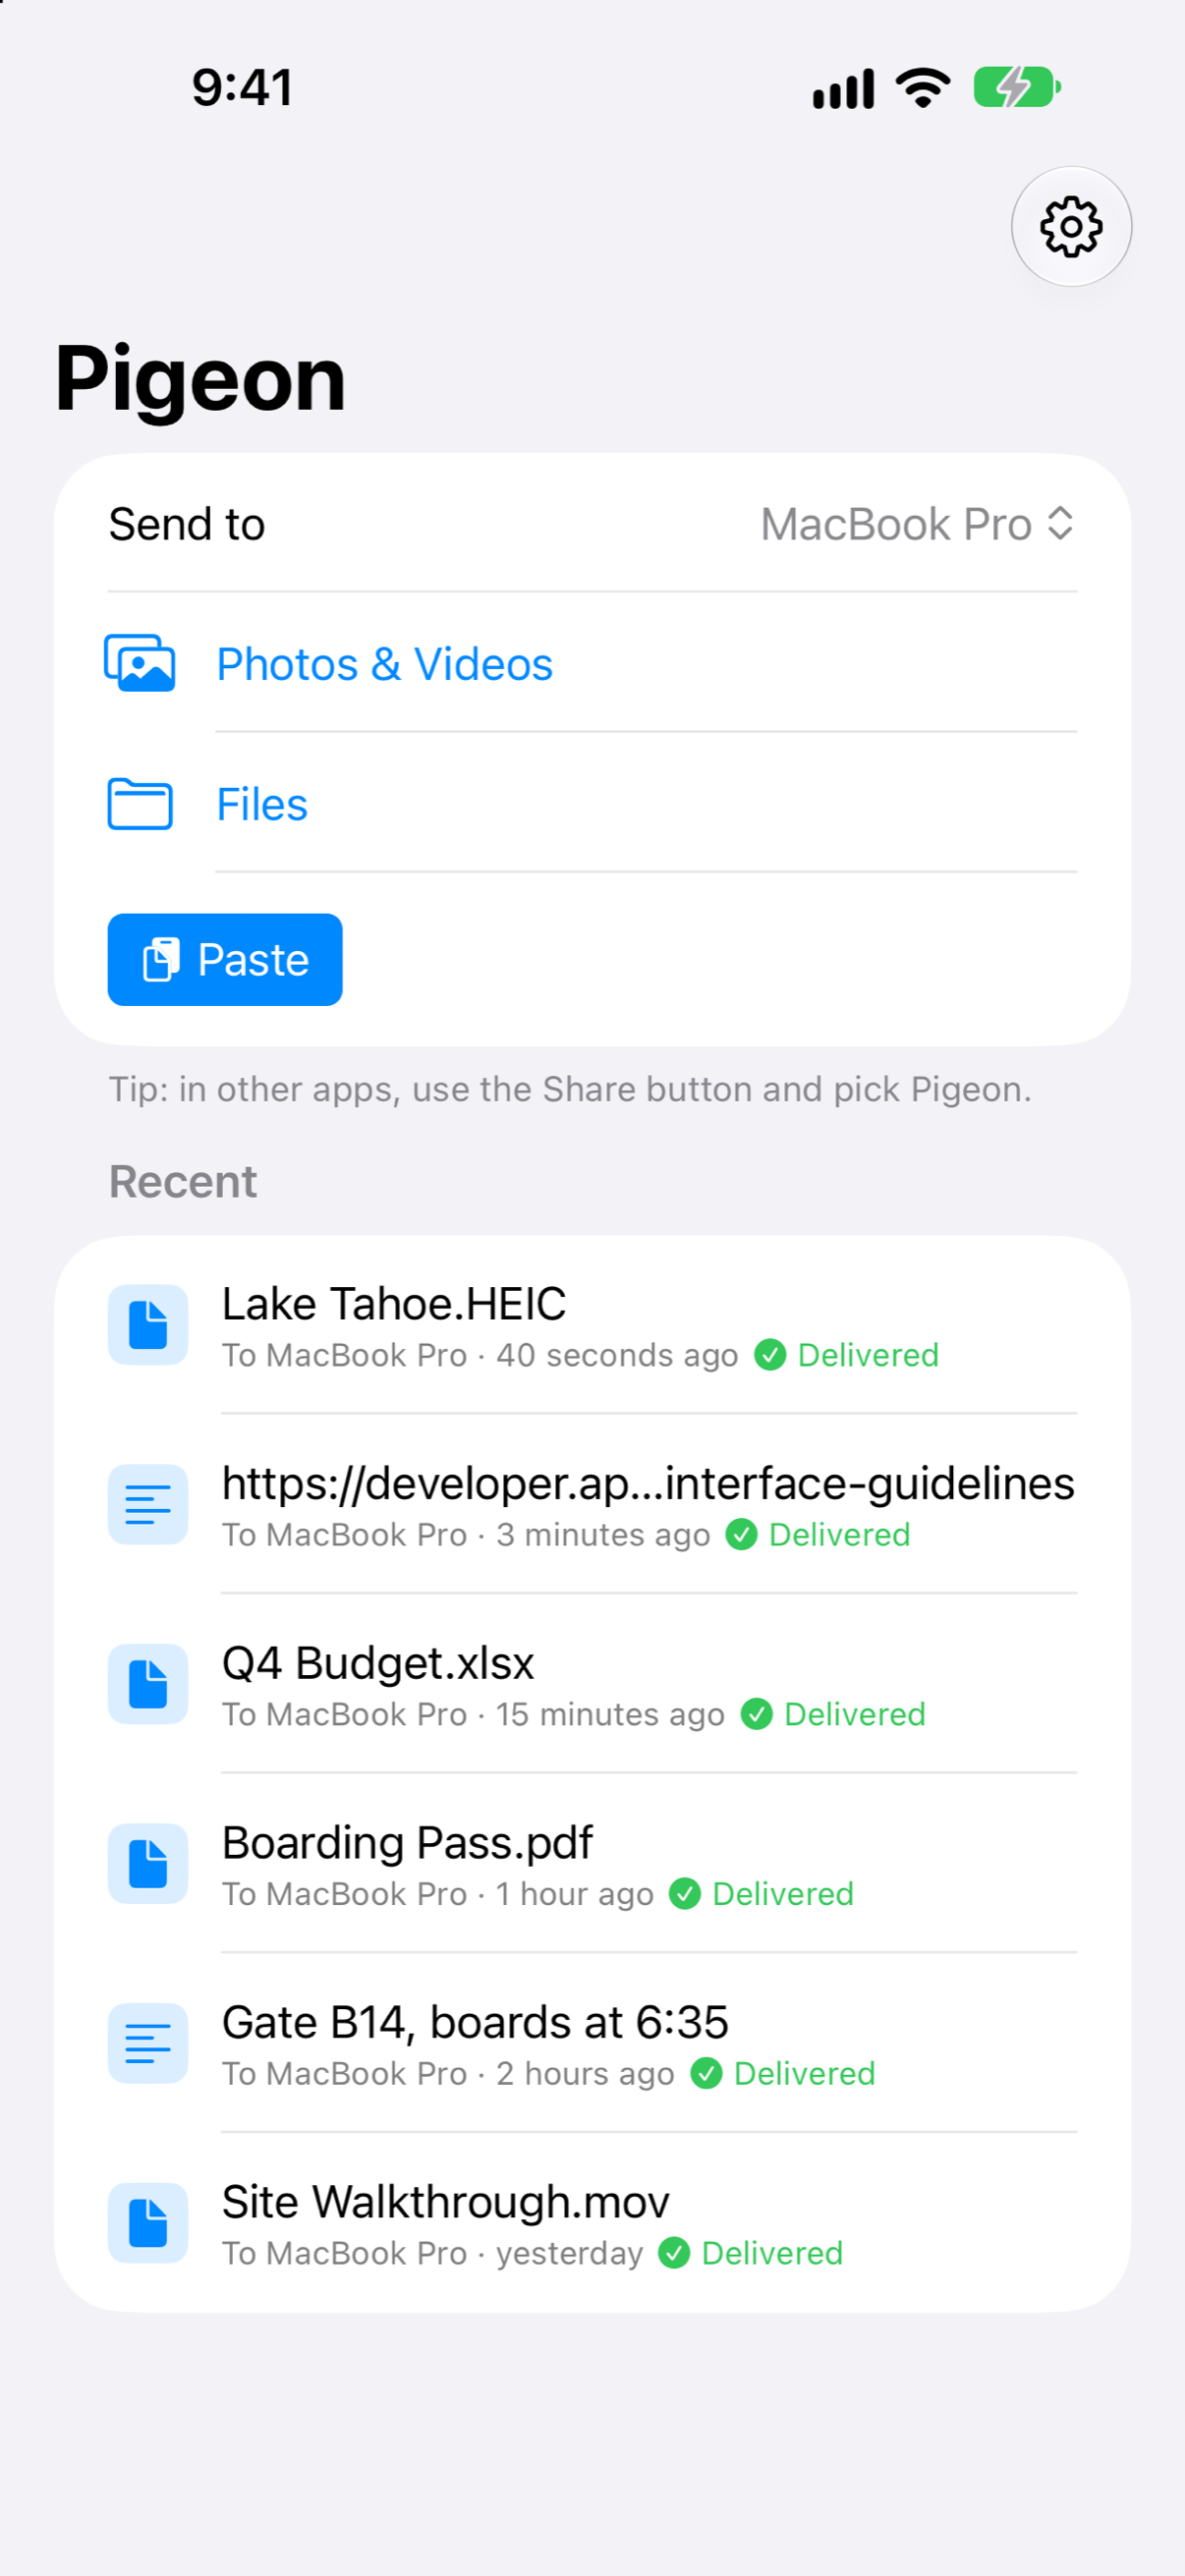 9:41
Pigeon
Send to
MacBook Pro
Photos & Videos
Files
Paste
Tip: in other apps, use the Share button and pick Pigeon.
Recent
Lake Tahoe.HEIC
To MacBook Pro · 40 seconds ago Delivered
https://developer.ap...interface-guidelines
To MacBook Pro · 3 minutes ago Delivered
Q4 Budget.xlsx
To MacBook Pro · 15 minutes ago Delivered
Boarding Pass.pdf
To MacBook Pro · 1 hour ago Delivered
Gate B14, boards at 6:35
To MacBook Pro · 2 hours ago Delivered
Site Walkthrough.mov
To MacBook Pro · yesterday Delivered